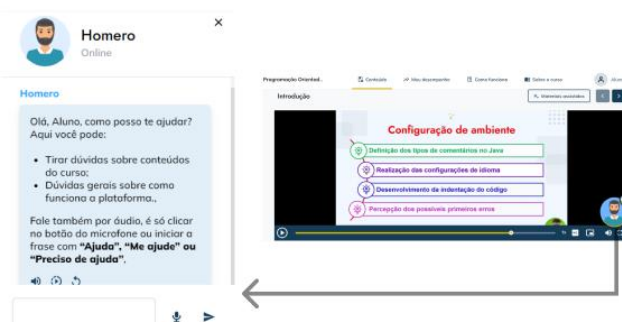 Homero
Online
Homero
Olá, Aluno, como posso te ajudar?
Aqui você pode:
• Tirar dúvidas sobre conteúdos
do curso;
• Dúvidas gerais sobre como
funciona a plataforma.,
Fale também por áudio, é só clicar
no botão do microfone ou iniciar a
frase com "Ajuda", "Me ajude" ou
"Preciso de ajuda".
Programação Orientad..
Conteúdo
Meu desempenho
Como funciona
Sobre o curso
Introdução
Configuração de ambiente
Definição dos tipos de comentários no Java
Realização das configurações de idioma
Desenvolvimento de indentação do código
Percepção dos possíveis primeiros erros